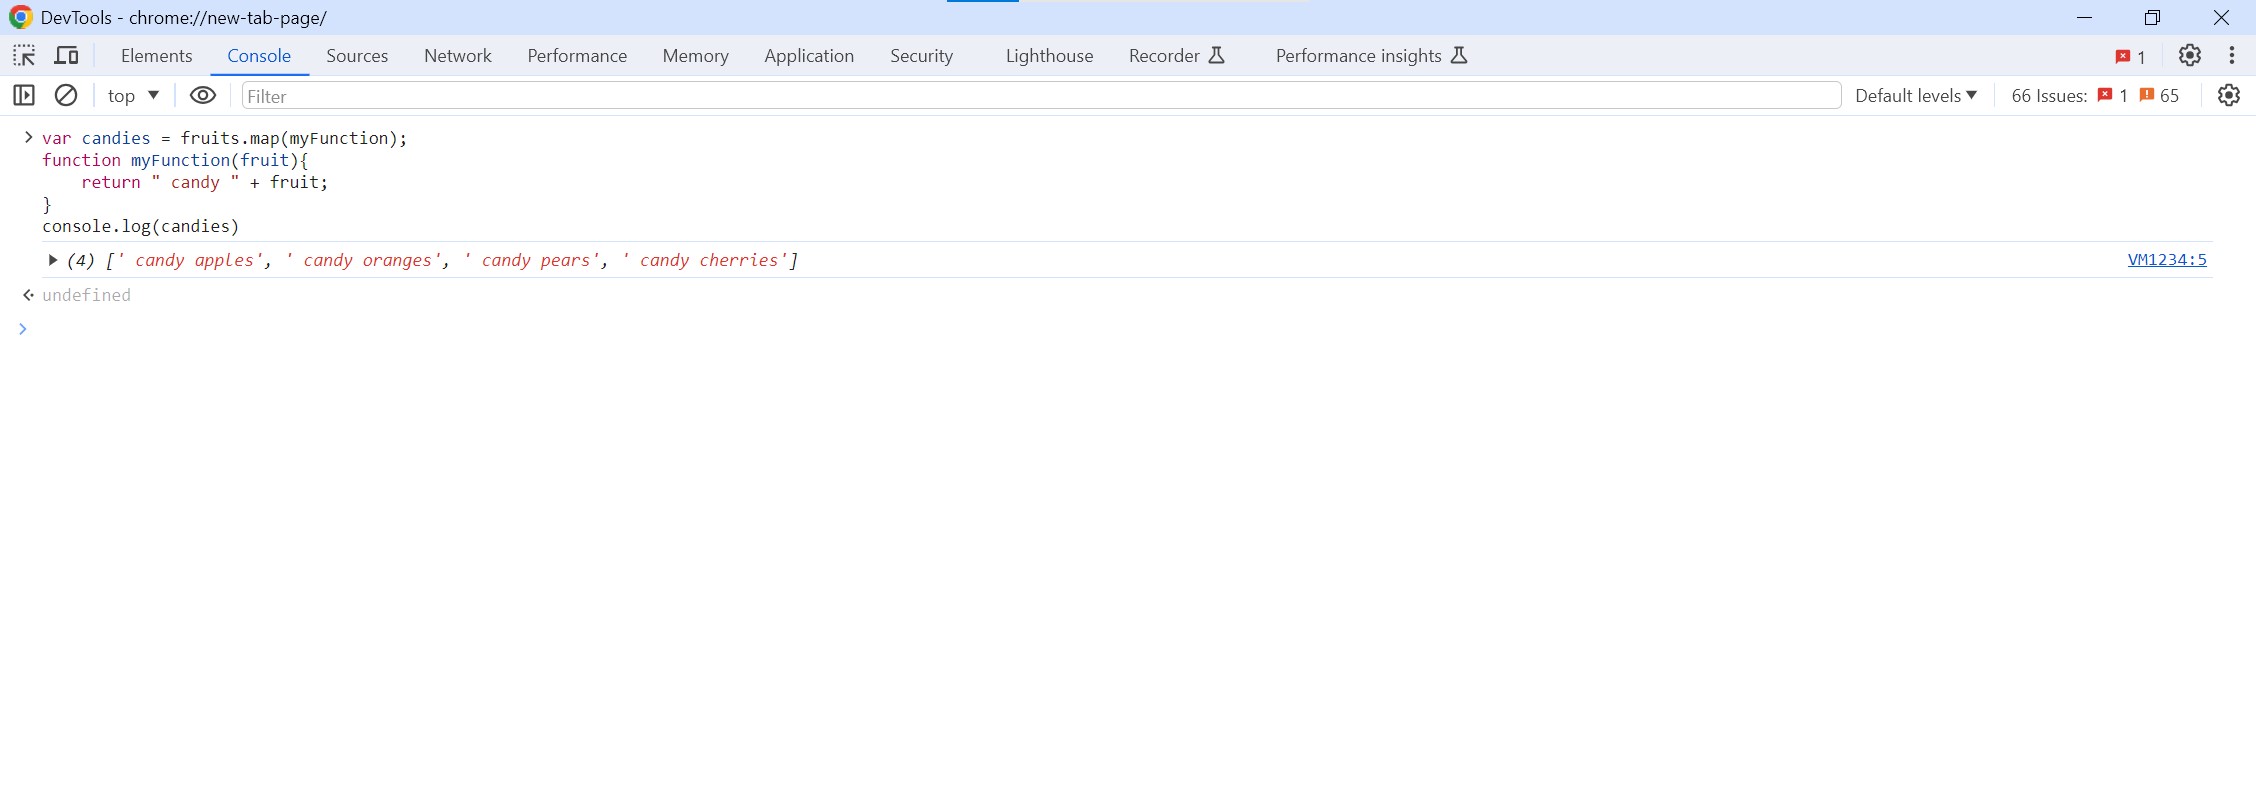 DevTools - chrome://new-tab-page/
Elements Console Sources Network Performance Memory Application Security Lighthouse Recorder Performance insights 1
top Filter Default levels 66 Issues: 1 65
var candies = fruits.map(myFunction);
function myFunction(fruit){
    return " candy " + fruit;
}
console.log(candies)
(4) [' candy apples', ' candy oranges', ' candy pears', ' candy cherries'] VM1234:5
undefined